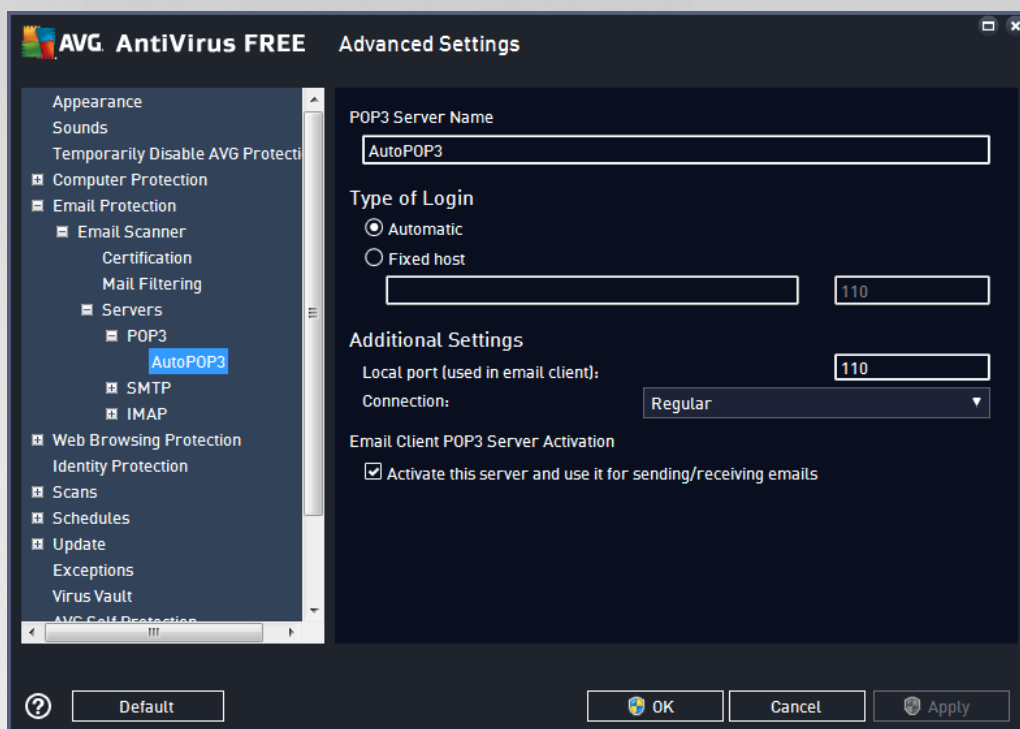 AVG. AntiVirus FREE Advanced Settings
Appearance
Sounds
Temporarily Disable AVG Protecti
Computer Protection
Email Protection
Email Scanner
Certification
Mail Filtering
Servers
POP3
AutoPOP3
SMTP
IMAP
Web Browsing Protection
Identity Protection
Scans
Schedules
Update
Exceptions
Virus Vault
AVG Self Protection
POP3 Server Name
AutoPOP3
Type of Login
Automatic
Fixed host
110
Additional Settings
Local port (used in email client): 110
Connection: Regular
Email Client POP3 Server Activation
Activate this server and use it for sending/receiving emails
Default OK Cancel Apply